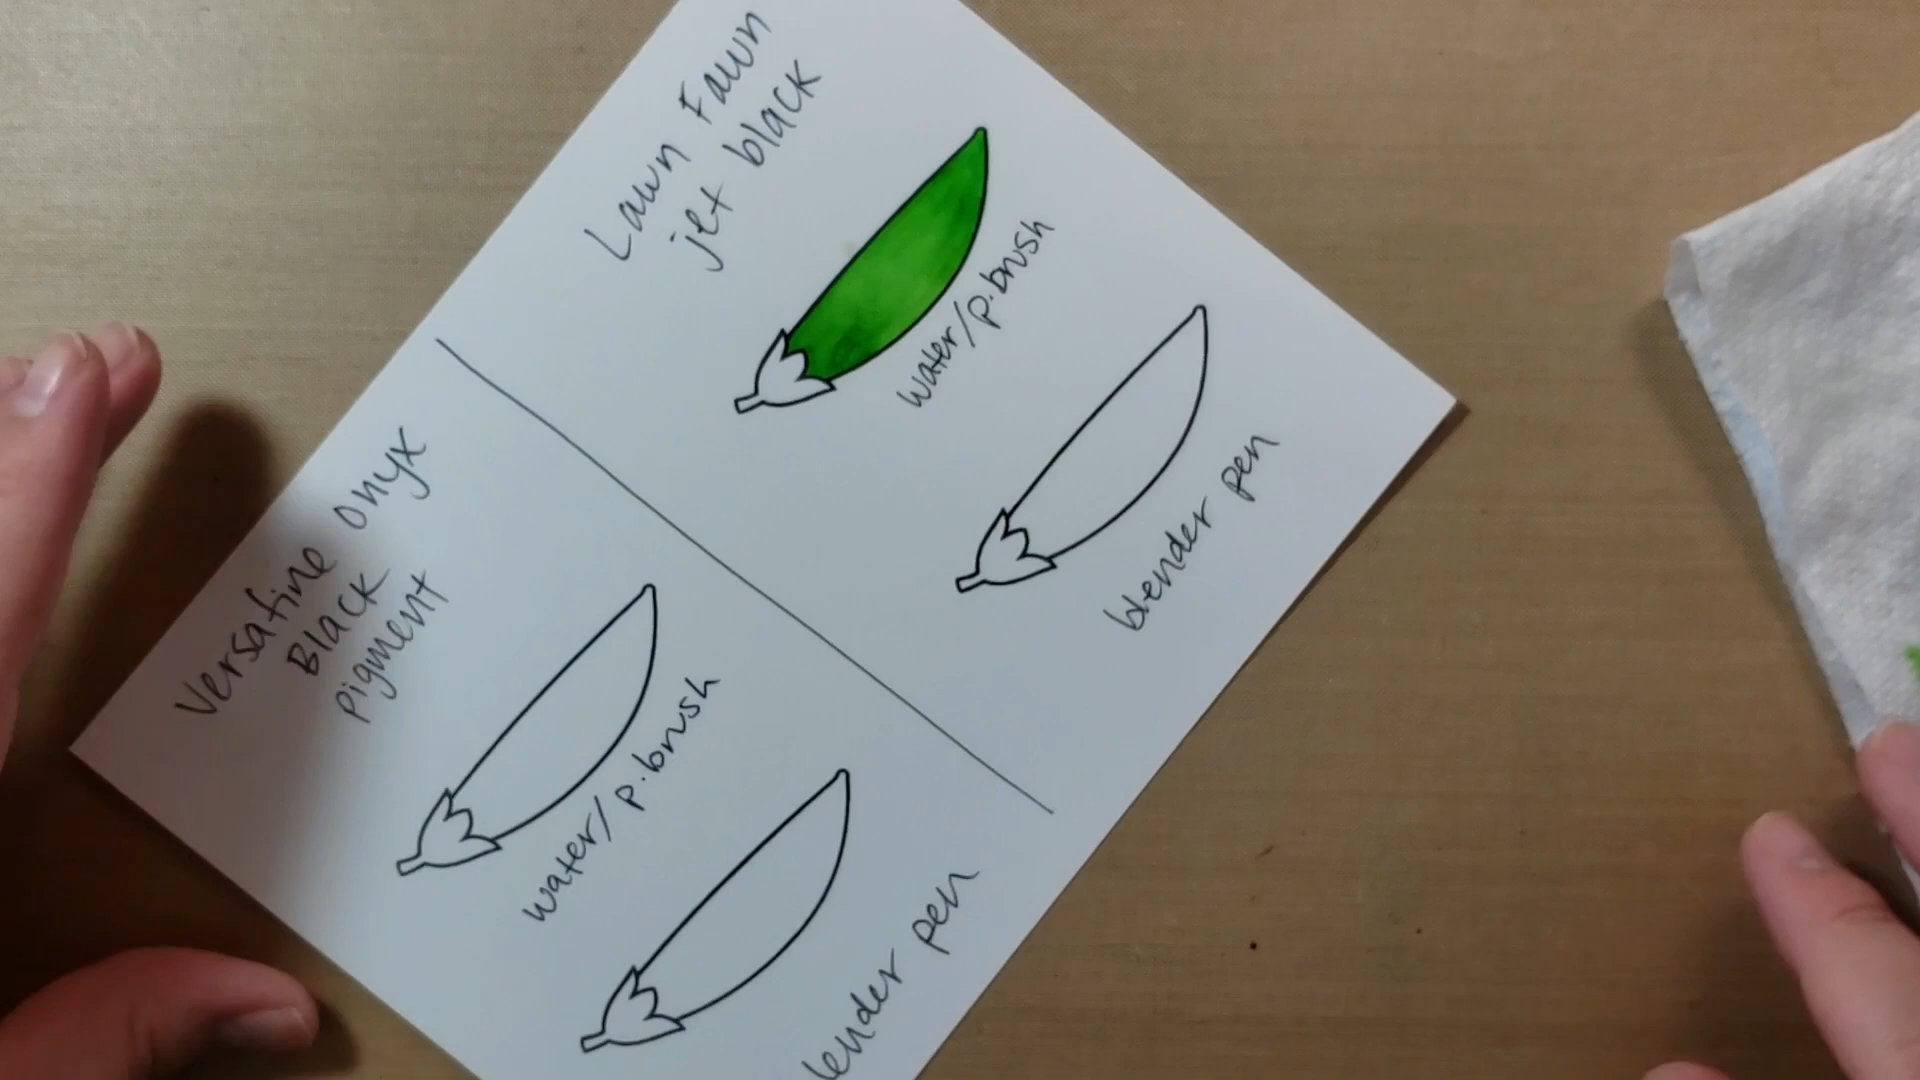 Lawn Fawn
jet black
water/p.brush
blender pen
Versafine Onyx
Black
pigment
water/p.brush
lender pen